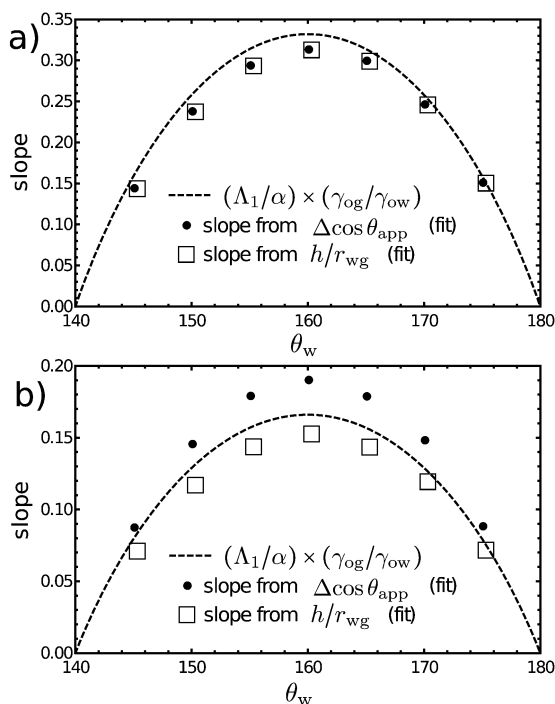 a)
0.35
0.30
0.25
0.20
0.15
0.10
0.05
0.00
slope
(Λ₁/α) × (γog/γow)
slope from Δcos θapp (fit)
slope from h/rwg (fit)
140 150 160 170 180
θw
b)
0.20
0.15
0.10
0.05
0.00
slope
(Λ₁/α) × (γog/γow)
slope from Δcos θapp (fit)
slope from h/rwg (fit)
140 150 160 170 180
θw